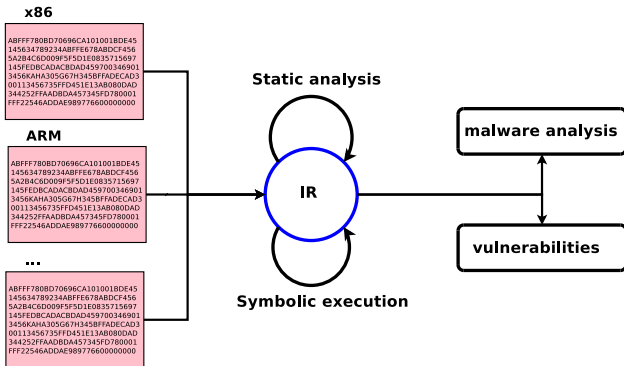 x86
ABFFF780BD70696CA101001BDE45
145634789234ABFFE678ABDCF456
5A2B4C6D009F5F5D1E0835715697
145FEDBCADACBDAD459700346901
3456KAHA305G67H345BFFADECAD3
00113456735FFD451E13AB080DAD
344252FFAADBDA457345FD780001
FFF22546ADDAE989776600000000
ARM
ABFFF780BD70696CA101001BDE45
145634789234ABFFE678ABDCF456
5A2B4C6D009F5F5D1E0835715697
145FEDBCADACBDAD459700346901
3456KAHA305G67H345BFFADECAD3
00113456735FFD451E13AB080DAD
344252FFAADBDA457345FD780001
FFF22546ADDAE989776600000000
...
ABFFF780BD70696CA101001BDE45
145634789234ABFFE678ABDCF456
5A2B4C6D009F5F5D1E0835715697
145FEDBCADACBDAD459700346901
3456KAHA305G67H345BFFADECAD3
00113456735FFD451E13AB080DAD
344252FFAADBDA457345FD780001
FFF22546ADDAE989776600000000
Static analysis
IR
Symbolic execution
malware analysis
vulnerabilities